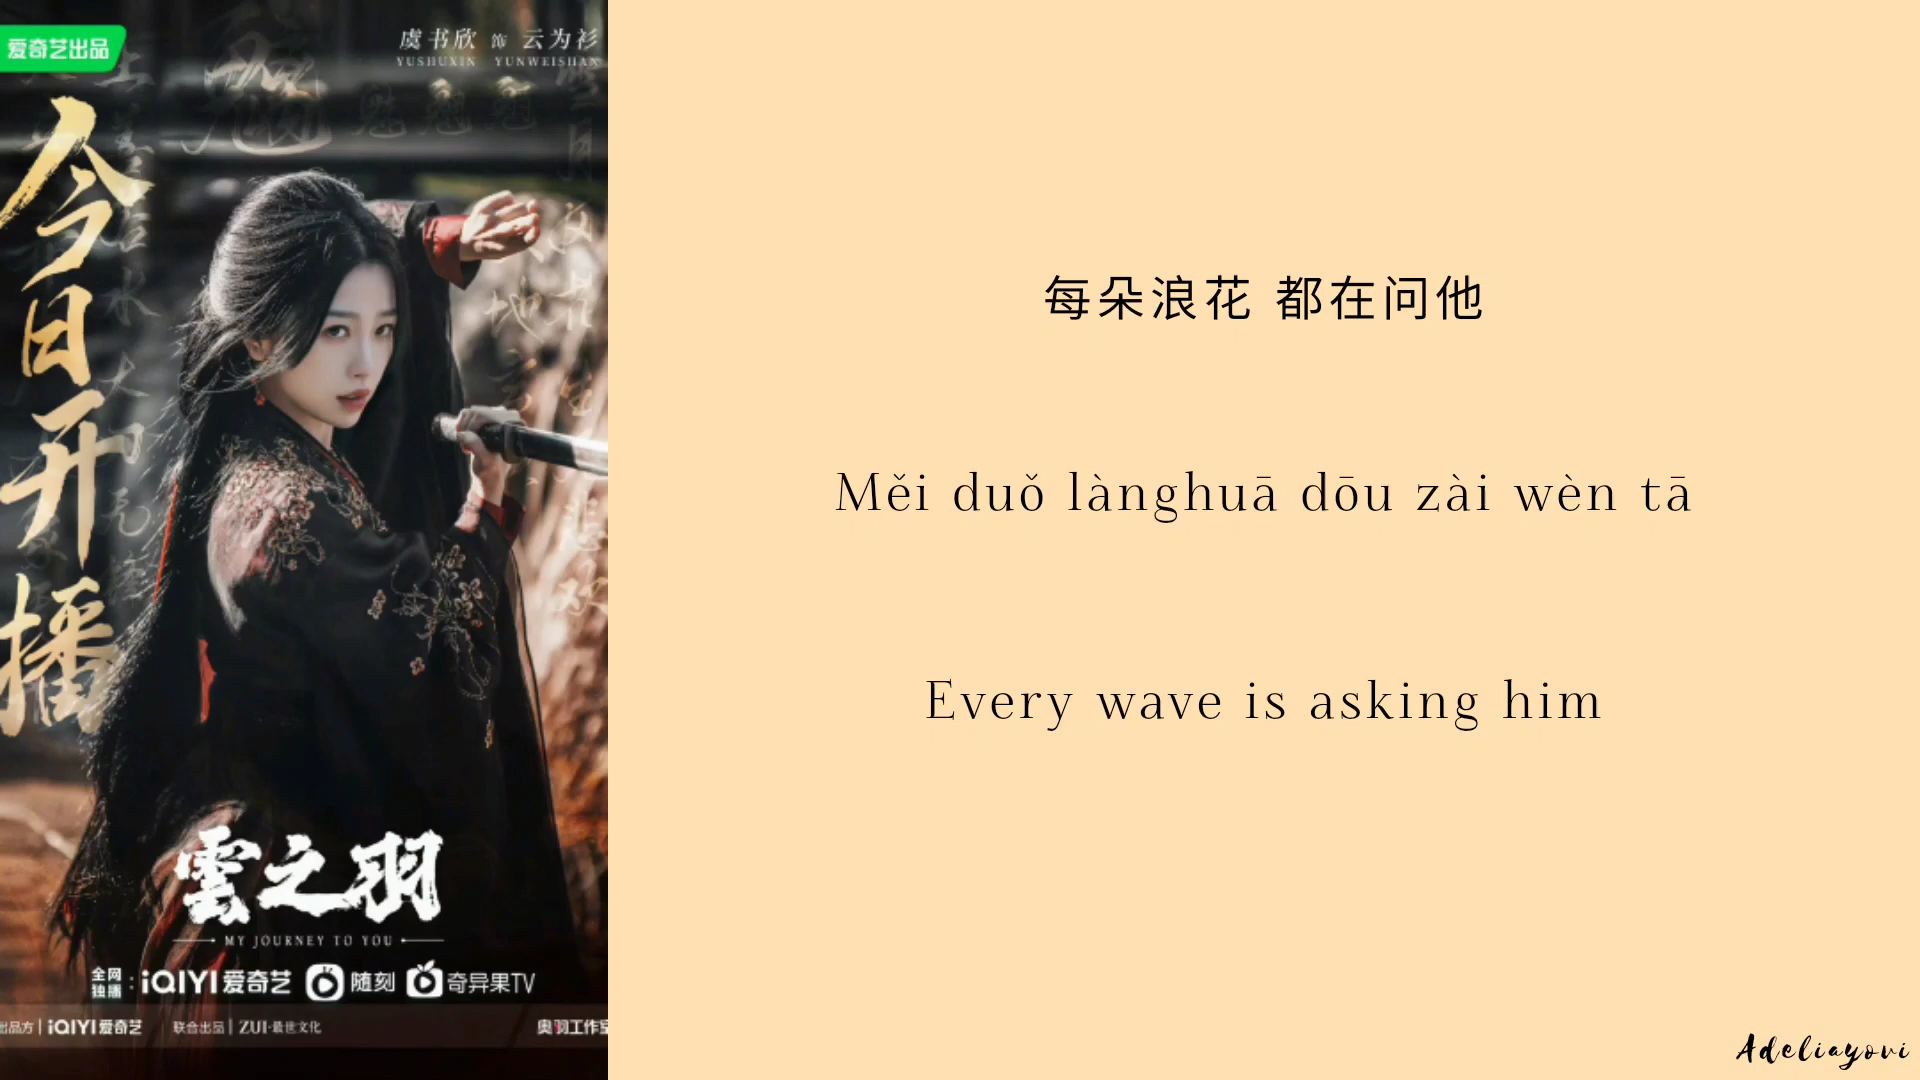 爱奇艺出品
虞书欣 饰 云为衫
YUSHUXIN YUNWEISHAN
今日开播
雲之羽
MY JOURNEY TO YOU
全网独播：iQIYI爱奇艺 随刻 奇异果TV
出品方 | iQIYI爱奇艺 联合出品 | ZUI·最世文化 奥羽工作室
每朵浪花 都在问他
Měi duǒ lànghuā dōu zài wèn tā
Every wave is asking him
Adeliayovi